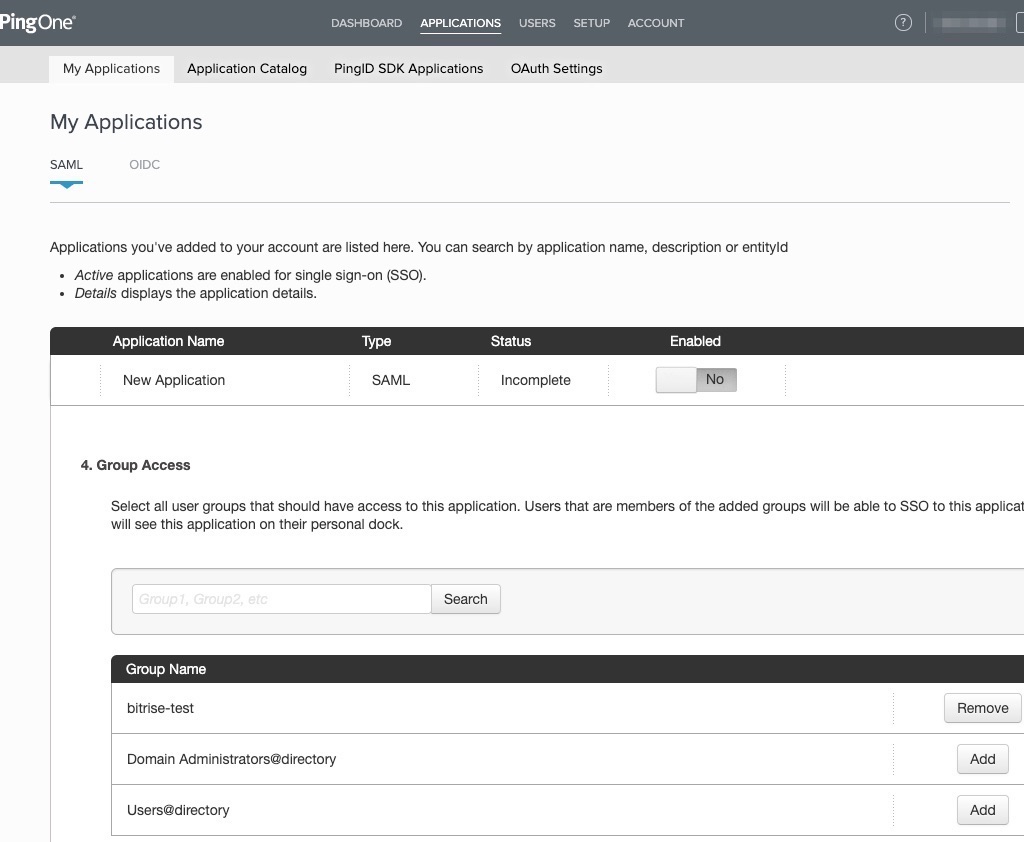 PingOne®
DASHBOARD APPLICATIONS USERS SETUP ACCOUNT ?
My Applications Application Catalog PingID SDK Applications OAuth Settings
My Applications
SAML OIDC
Applications you've added to your account are listed here. You can search by application name, description or entityId
• Active applications are enabled for single sign-on (SSO).
• Details displays the application details.
Application Name Type Status Enabled
New Application SAML Incomplete No
4. Group Access
Select all user groups that should have access to this application. Users that are members of the added groups will be able to SSO to this applicat
will see this application on their personal dock.
Group1, Group2, etc Search
Group Name
bitrise-test Remove
Domain Administrators@directory Add
Users@directory Add